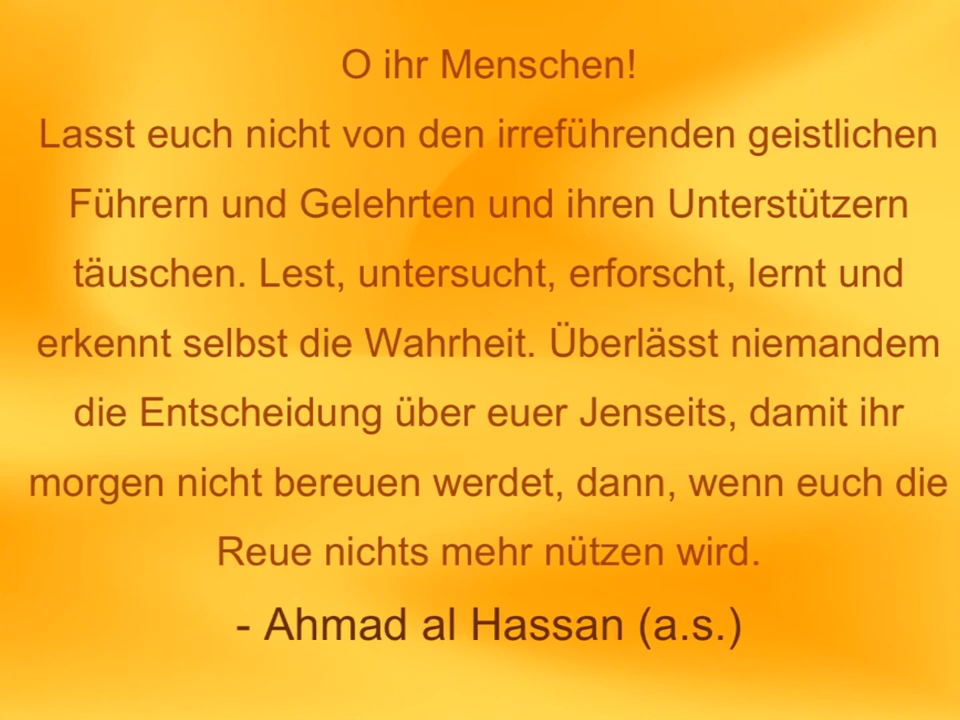 O ihr Menschen!
Lasst euch nicht von den irreführenden geistlichen
Führern und Gelehrten und ihren Unterstützern
täuschen. Lest, untersucht, erforscht, lernt und
erkennt selbst die Wahrheit. Überlässt niemandem
die Entscheidung über euer Jenseits, damit ihr
morgen nicht bereuen werdet, dann, wenn euch die
Reue nichts mehr nützen wird.
- Ahmad al Hassan (a.s.)